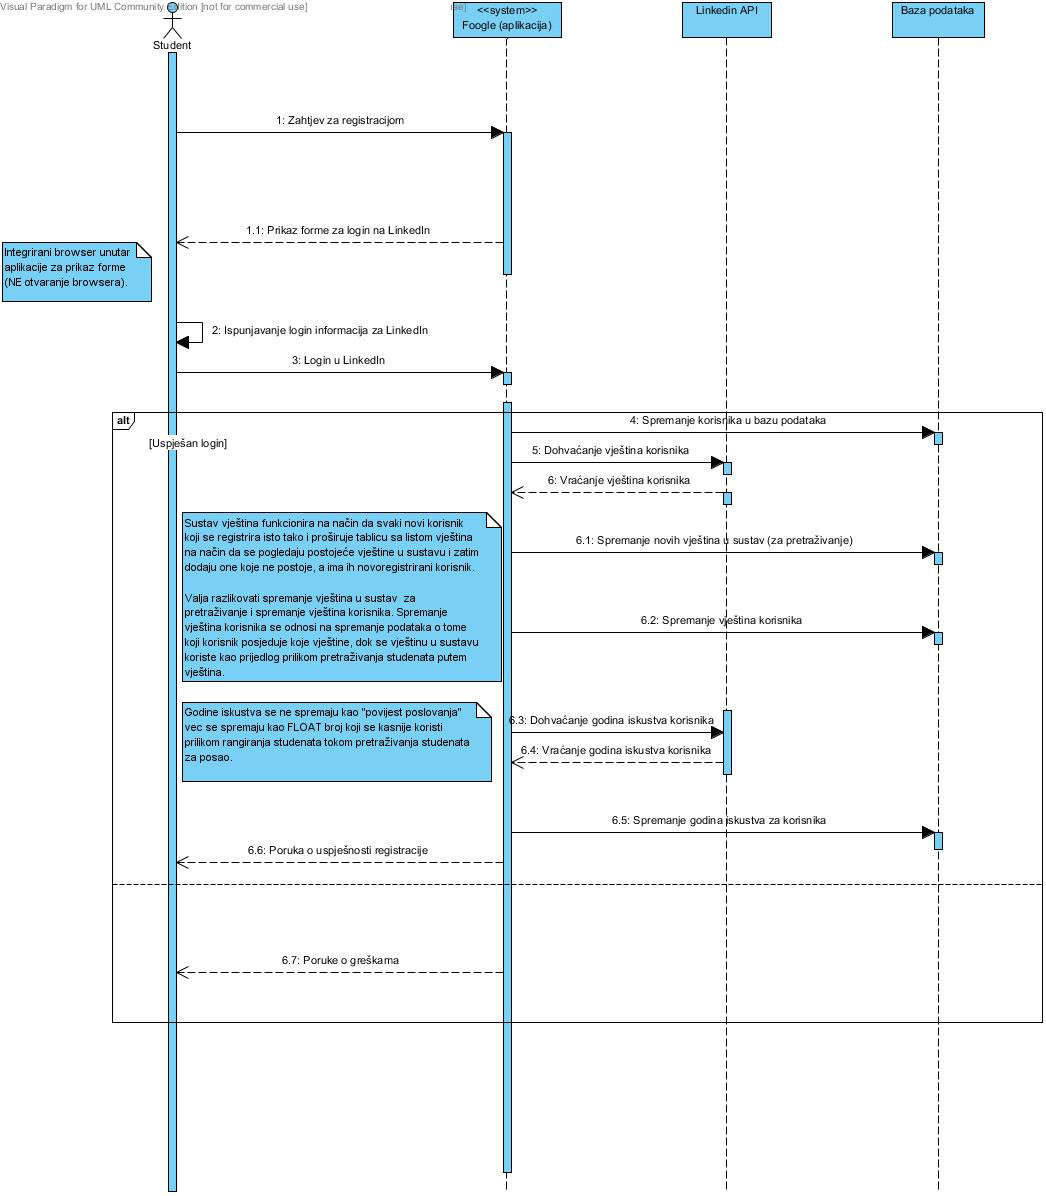 Visual Paradigm for UML Community Edition [not for commercial use]
Student
<<system>>
Foogle (aplikacija)
Linkedin API
Baza podataka
1: Zahtjev za registracijom
1.1: Prikaz forme za login na LinkedIn
Integrirani browser unutar
aplikacije za prikaz forme
(NE otvaranje browsera).
2: Ispunjavanje login informacija za LinkedIn
3: Login u LinkedIn
alt
[Uspješan login]
4: Spremanje korisnika u bazu podataka
5: Dohvaćanje vještina korisnika
6: Vraćanje vještina korisnika
Sustav vještina funkcionira na način da svaki novi korisnik
koji se registrira isto tako i proširuje tablicu sa listom vještina
na način da se pogledaju postojeće vještine u sustavu i zatim
dodaju one koje ne postoje, a ima ih novoregistrirani korisnik.
Valja razlikovati spremanje vještina u sustav za
pretraživanje i spremanje vještina korisnika. Spremanje
vještina korisnika se odnosi na spremanje podataka o tome
koji korisnik posjeduje koje vještine, dok se vještinu u sustavu
koriste kao prijedlog prilikom pretraživanja studenata putem
vještina.
6.1: Spremanje novih vještina u sustav (za pretraživanje)
6.2: Spremanje vještina korisnika
Godine iskustva se ne spremaju kao "povijest poslovanja"
vec se spremaju kao FLOAT broj koji se kasnije koristi
prilikom rangiranja studenata tokom pretraživanja studenata
za posao.
6.3: Dohvaćanje godina iskustva korisnika
6.4: Vraćanje godina iskustva korisnika
6.5: Spremanje godina iskustva za korisnika
6.6: Poruka o uspješnosti registracije
6.7: Poruke o greškama